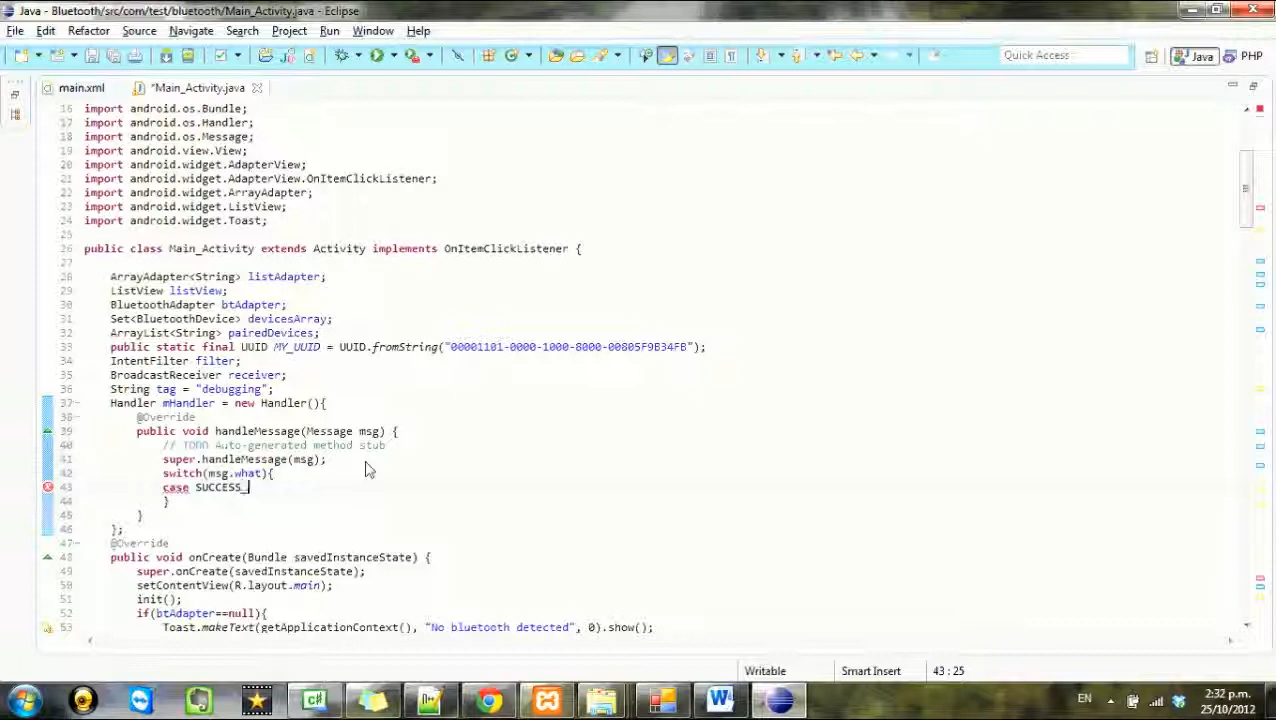 Java - Bluetooth/src/com/test/bluetooth/Main_Activity.java - Eclipse
File Edit Refactor Source Navigate Search Project Run Window Help
Quick Access
Java
PHP
main.xml
*Main_Activity.java
16 import android.os.Bundle;
17 import android.os.Handler;
18 import android.os.Message;
19 import android.view.View;
20 import android.widget.AdapterView;
21 import android.widget.AdapterView.OnItemClickListener;
22 import android.widget.ArrayAdapter;
23 import android.widget.ListView;
24 import android.widget.Toast;
25
26 public class Main_Activity extends Activity implements OnItemClickListener {
27
28 ArrayAdapter<String> listAdapter;
29 ListView listView;
30 BluetoothAdapter btAdapter;
31 Set<BluetoothDevice> devicesArray;
32 ArrayList<String> pairedDevices;
33 public static final UUID MY_UUID = UUID.fromString("00001101-0000-1000-8000-00805F9B34FB");
34 IntentFilter filter;
35 BroadcastReceiver receiver;
36 String tag = "debugging";
37 Handler mHandler = new Handler(){
38 @Override
39 public void handleMessage(Message msg) {
40 // TODO Auto-generated method stub
41 super.handleMessage(msg);
42 switch(msg.what){
43 case SUCCESS_
44 }
45 }
46 };
47 @Override
48 public void onCreate(Bundle savedInstanceState) {
49 super.onCreate(savedInstanceState);
50 setContentView(R.layout.main);
51 init();
52 if(btAdapter==null){
53 Toast.makeText(getApplicationContext(), "No bluetooth detected", 0).show();
Writable
Smart Insert
43 : 25
EN
2:32 p.m.
25/10/2012